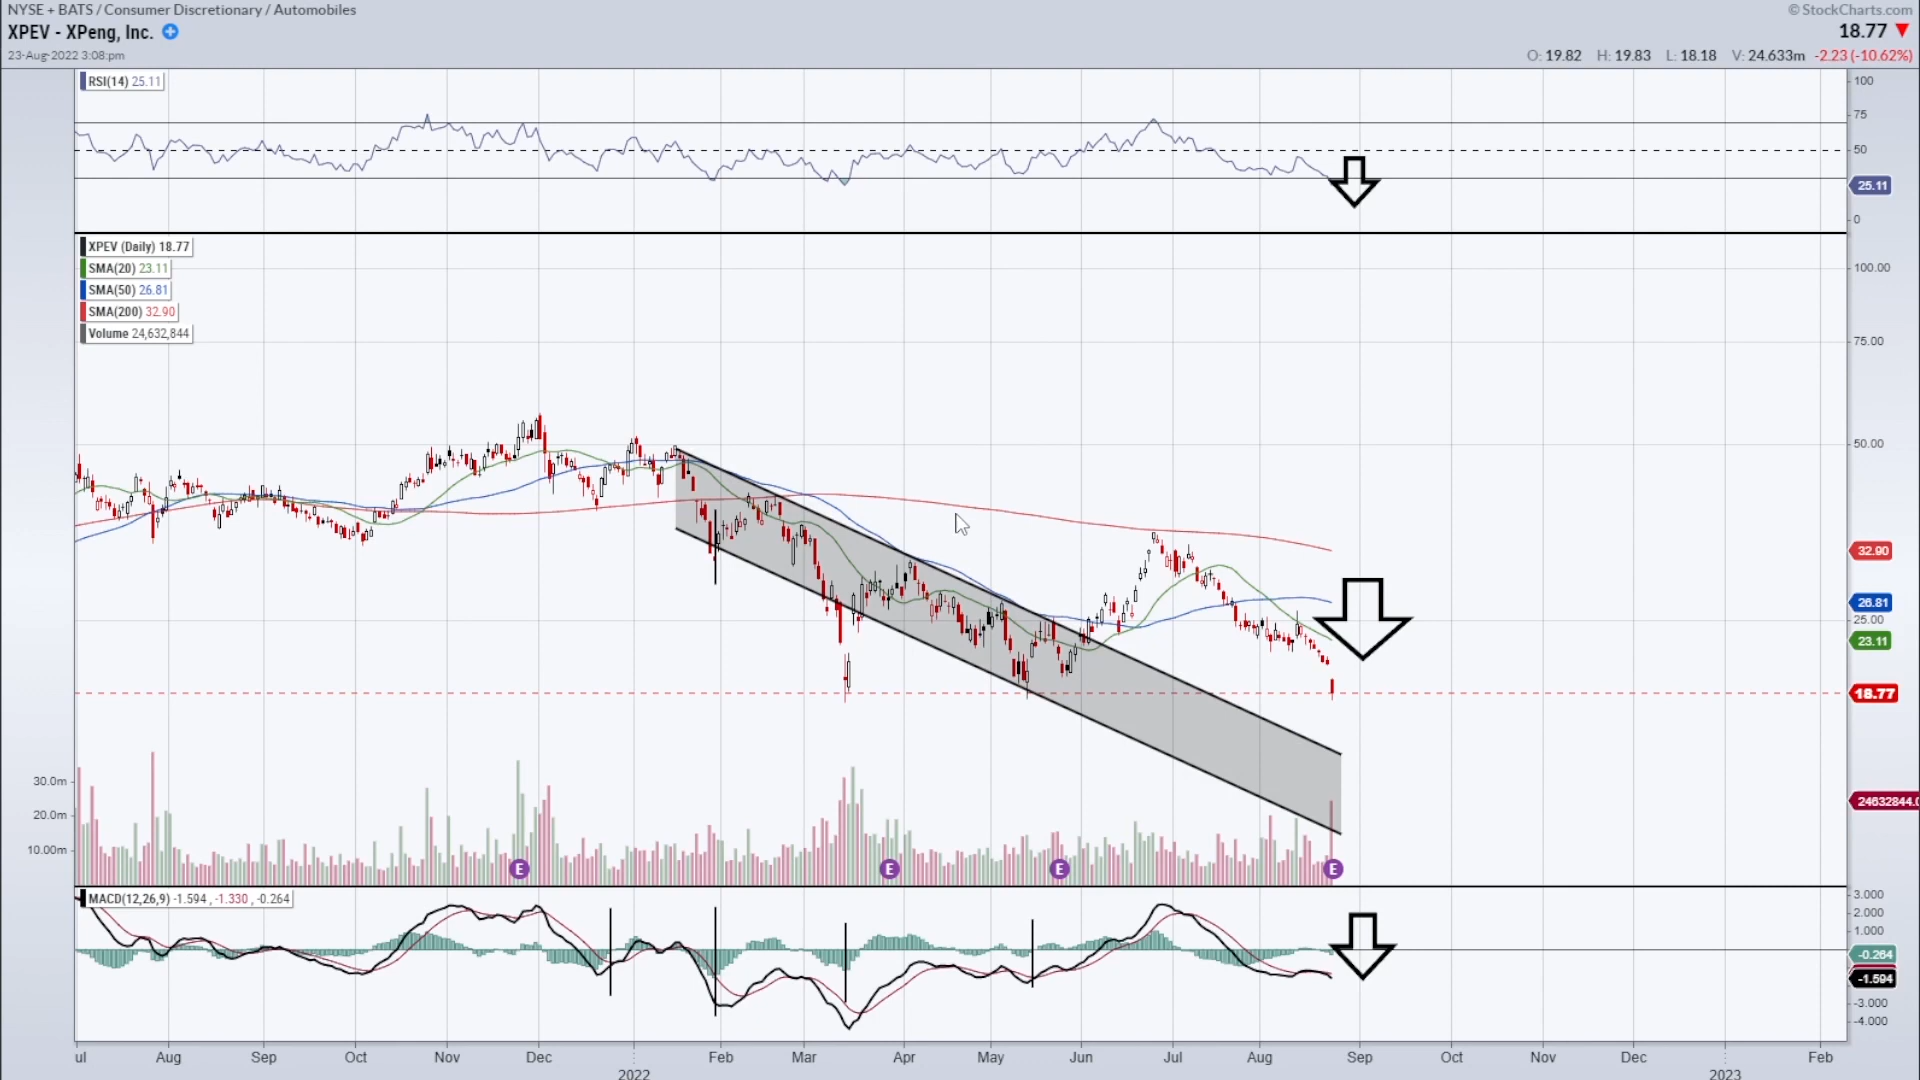 NYSE + BATS / Consumer Discretionary / Automobiles
© StockCharts.com
XPEV - XPeng, Inc.
18.77
23-Aug-2022 3:08:pm
O: 19.82 H: 19.83 L: 18.18 V: 24.633m -2.23 (-10.62%)
RSI(14) 25.11
100
75
50
25.11
0
XPEV (Daily) 18.77
SMA(20) 23.11
SMA(50) 26.81
SMA(200) 32.90
Volume 24,632,844
100.00
75.00
50.00
32.90
26.81
25.00
23.11
18.77
30.0m
20.0m
10.00m
24632844.0
E E E E
MACD(12,26,9) -1.594 , -1.330 , -0.264
3.000
2.000
1.000
-0.264
-1.594
-3.000
-4.000
ul Aug Sep Oct Nov Dec Feb Mar Apr May Jun Jul Aug Sep Oct Nov Dec Feb
2022 2023